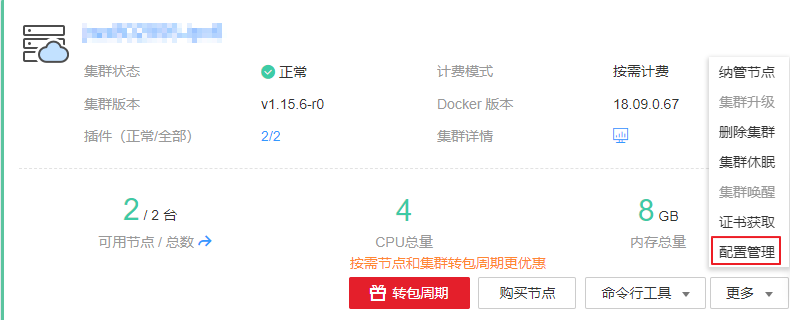 集群状态 正常 计费模式 按需计费
集群版本 v1.15.6-r0 Docker 版本 18.09.0.67
插件（正常/全部） 2/2 集群详情
2 / 2 台 4 8 GB
可用节点 / 总数 CPU总量 内存总量
按需节点和集群转包周期更优惠
转包周期 购买节点 命令行工具 更多
纳管节点
集群升级
删除集群
集群休眠
集群唤醒
证书获取
配置管理